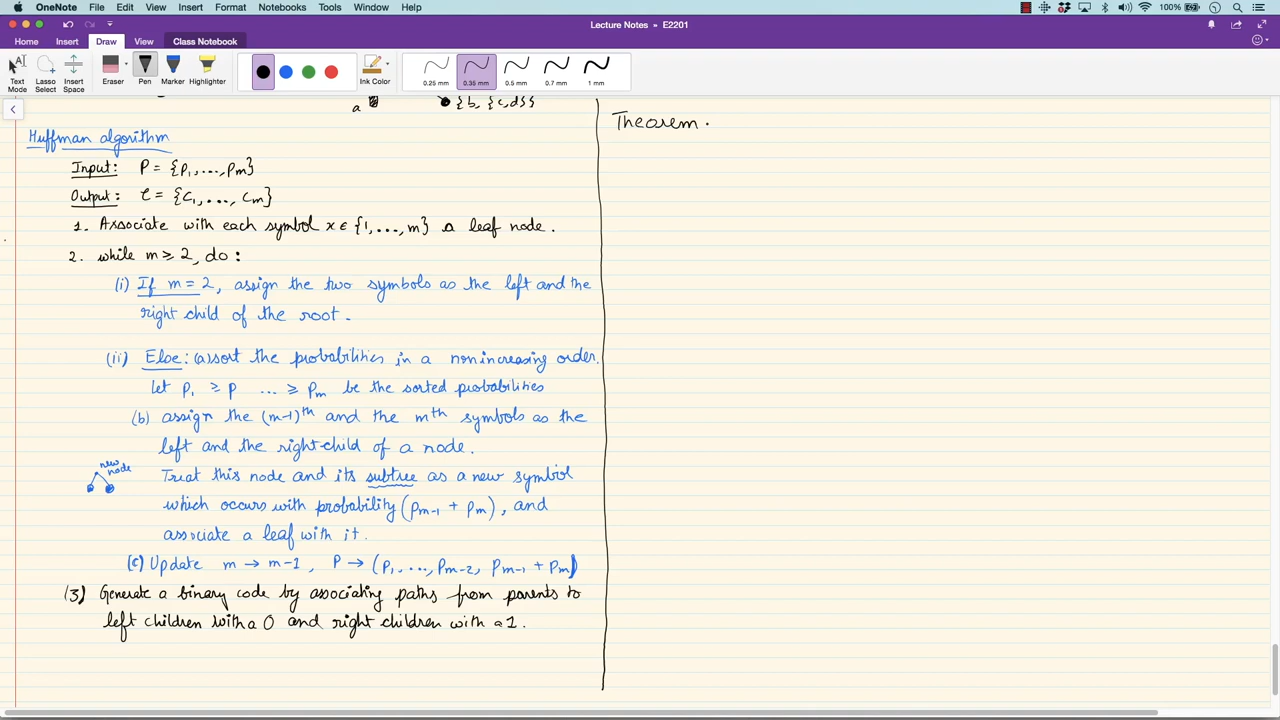 OneNote File Edit View Insert Format Notebooks Tools Window Help
100%
Lecture Notes – E2201
Home Insert Draw View Class Notebook
Text Mode
Lasso Select
Insert Space
Eraser
Pen
Marker
Highlighter
Ink Color
0.25 mm
0.35 mm
0.5 mm
0.7 mm
1 mm
a
{b, {c,d}}
Huffman algorithm
Input: P = {p₁,...,pₘ}
Output: C = {c₁, ..., cₘ}
1. Associate with each symbol x ∈ {1,...,m} a leaf node.
2. while m ≥ 2, do :
(i) If m = 2, assign the two symbols as the left and the
right child of the root.
(ii) Else: (a) sort the probabilities in a nonincreasing order.
let p₁ ≥ p ... ≥ pₘ be the sorted probabilities
(b) assign the (m-1)ᵗʰ and the mᵗʰ symbols as the
left and the right child of a node.
new node
Treat this node and its subtree as a new symbol
which occurs with probability (pₘ₋₁ + pₘ), and
associate a leaf with it.
(c) Update m → m-1, P → (p₁,...,pₘ₋₂, pₘ₋₁ + pₘ)
(3) Generate a binary code by associating paths from parents to
left children with a 0 and right children with a 1.
Theorem.